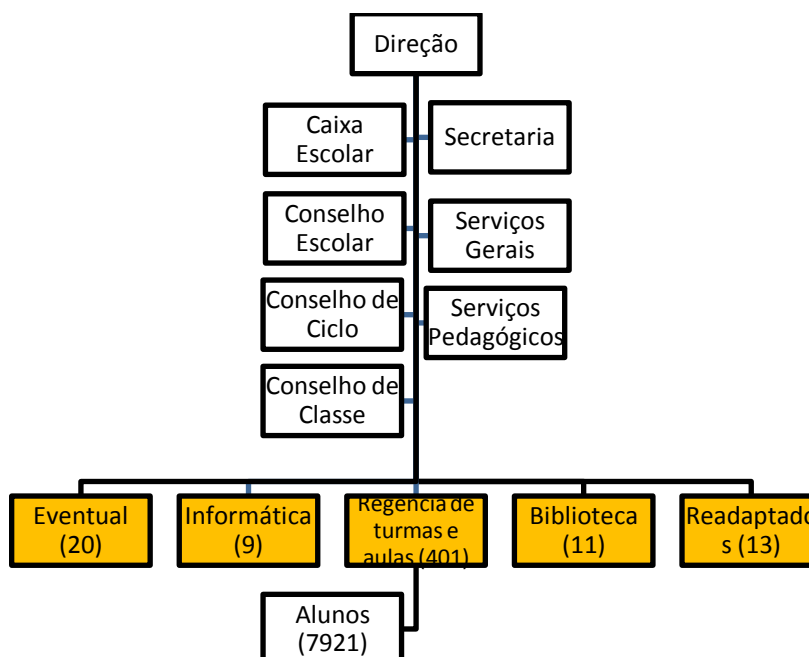 Direção
Caixa
Escolar
Secretaria
Conselho
Escolar
Serviços
Gerais
Conselho de
Ciclo
Serviços
Pedagógicos
Conselho de
Classe
Eventual
(20)
Informática
(9)
Regência de
turmas e
aulas (401)
Biblioteca
(11)
Readaptado
s (13)
Alunos
(7921)